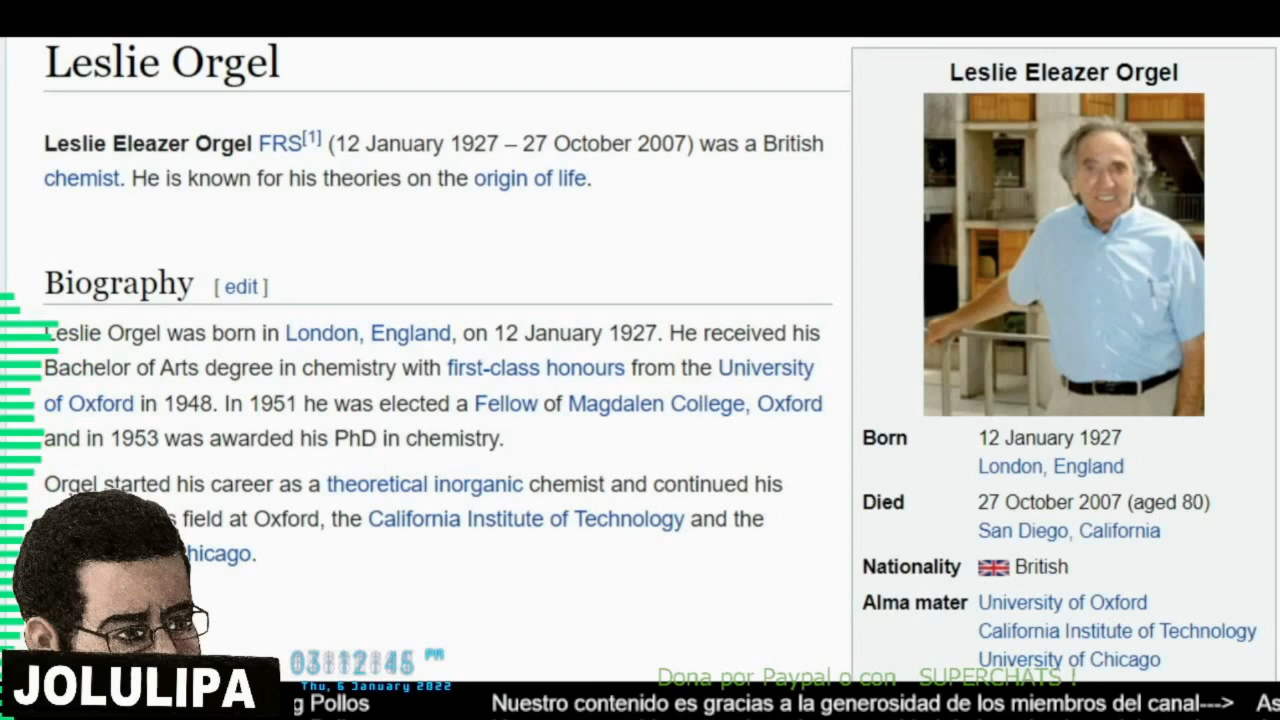 Leslie Orgel
Leslie Eleazer Orgel FRS[1] (12 January 1927 – 27 October 2007) was a British
chemist. He is known for his theories on the origin of life.
Biography [ edit ]
Leslie Orgel was born in London, England, on 12 January 1927. He received his
Bachelor of Arts degree in chemistry with first-class honours from the University
of Oxford in 1948. In 1951 he was elected a Fellow of Magdalen College, Oxford
and in 1953 was awarded his PhD in chemistry.
Orgel started his career as a theoretical inorganic chemist and continued his
field at Oxford, the California Institute of Technology and the
hicago.
Leslie Eleazer Orgel
Born 12 January 1927
London, England
Died 27 October 2007 (aged 80)
San Diego, California
Nationality British
Alma mater University of Oxford
California Institute of Technology
University of Chicago
JOLULIPA
03:12:45 PM
Thu, 6 January 2022
Dona por Paypal o con SUPERCHATS !
g Pollos Nuestro contenido es gracias a la generosidad de los miembros del canal---> As